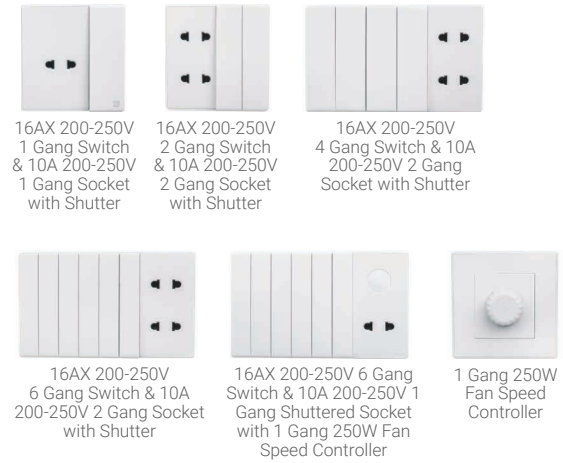 16AX 200-250V
1 Gang Switch
& 10A 200-250V
1 Gang Socket
with Shutter
16AX 200-250V
2 Gang Switch
& 10A 200-250V
2 Gang Socket
with Shutter
16AX 200-250V
4 Gang Switch & 10A
200-250V 2 Gang
Socket with Shutter
16AX 200-250V
6 Gang Switch & 10A
200-250V 2 Gang Socket
with Shutter
16AX 200-250V 6 Gang
Switch & 10A 200-250V 1
Gang Shuttered Socket
with 1 Gang 250W Fan
Speed Controller
1 Gang 250W
Fan Speed
Controller